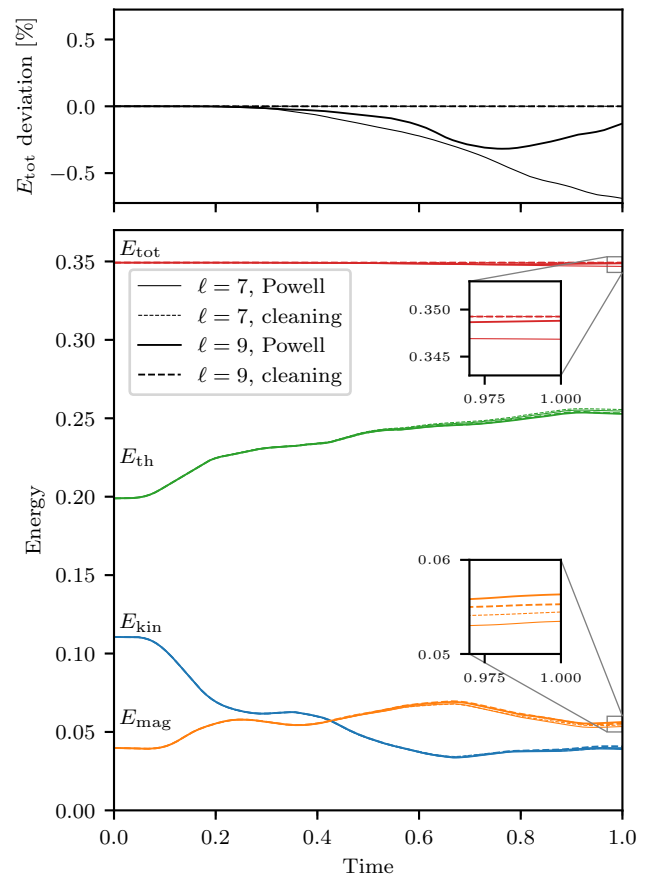 E_tot deviation [%]
0.5
0.0
−0.5
Energy
0.35
0.30
0.25
0.20
0.15
0.10
0.05
0.00
E_tot
ℓ = 7, Powell
ℓ = 7, cleaning
ℓ = 9, Powell
ℓ = 9, cleaning
0.350
0.345
0.975 1.000
E_th
0.06
0.05
0.975 1.000
E_kin
E_mag
0.0 0.2 0.4 0.6 0.8 1.0
Time